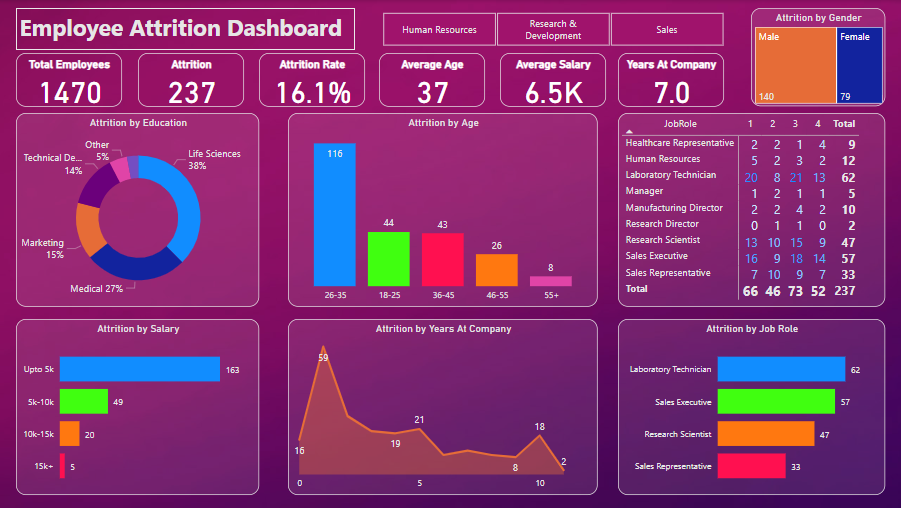 Employee Attrition Dashboard
Human Resources
Research &
Development
Sales
Attrition by Gender
Male
Female
140
79
Total Employees
1470
Attrition
237
Attrition Rate
16.1%
Average Age
37
Average Salary
6.5K
Years At Company
7.0
Attrition by Education
Other
5%
Life Sciences
38%
Technical De...
14%
Marketing
15%
Medical 27%
Attrition by Age
116
44
43
26
8
26-35 18-25 36-45 46-55 55+
JobRole 1 2 3 4 Total
Healthcare Representative 2 2 1 4 9
Human Resources 5 2 3 2 12
Laboratory Technician 20 8 21 13 62
Manager 1 2 1 1 5
Manufacturing Director 2 2 4 2 10
Research Director 0 1 1 0 2
Research Scientist 13 10 15 9 47
Sales Executive 16 9 18 14 57
Sales Representative 7 10 9 7 33
Total 66 46 73 52 237
Attrition by Salary
Upto 5k 163
5k-10k 49
10k-15k 20
15k+ 5
Attrition by Years At Company
59
16
19
21
8
18
2
0 5 10
Attrition by Job Role
Laboratory Technician 62
Sales Executive 57
Research Scientist 47
Sales Representative 33